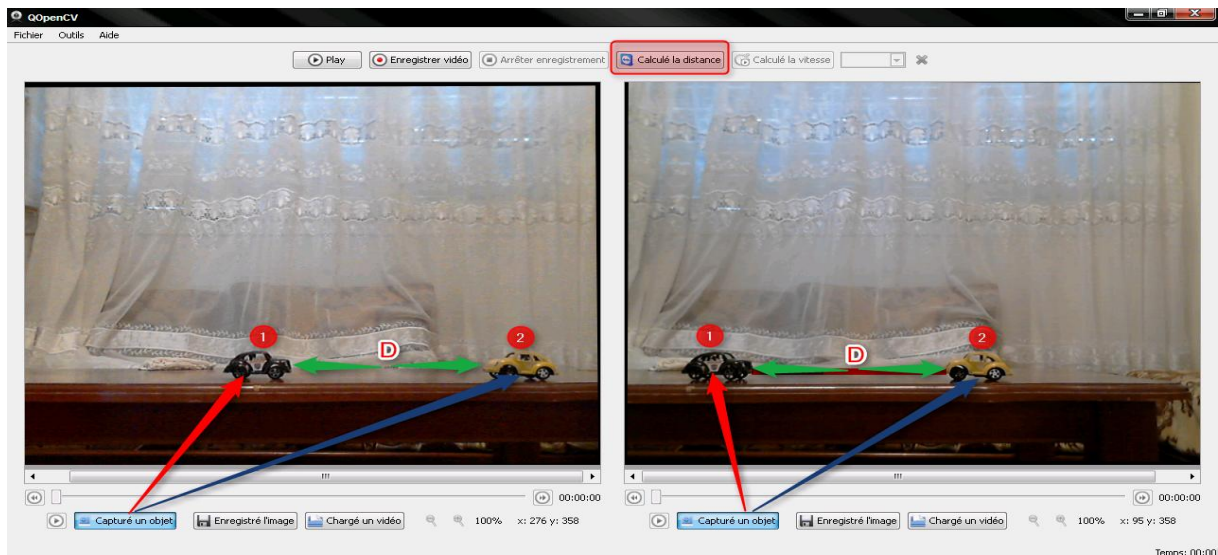 QOpenCV
Fichier Outils Aide
Play Enregistrer vidéo Arrêter enregistrement Calculé la distance Calculé la vitesse
1 D 2
1 D 2
00:00:00
00:00:00
Capturé un objet Enregistré l'image Chargé un vidéo 100% x: 276 y: 358
Capturé un objet Enregistré l'image Chargé un vidéo 100% x: 95 y: 358
Temps: 00:00